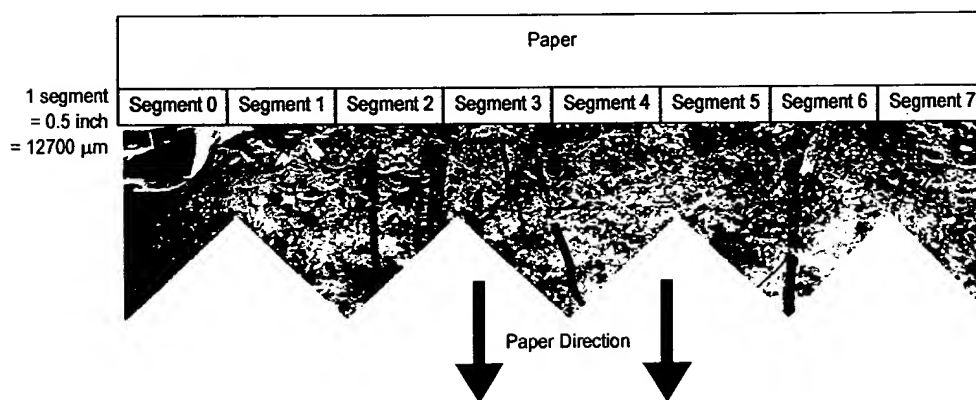 Paper
1 segment
= 0.5 inch
= 12700 µm
Segment 0 Segment 1 Segment 2 Segment 3 Segment 4 Segment 5 Segment 6 Segment 7
Paper Direction